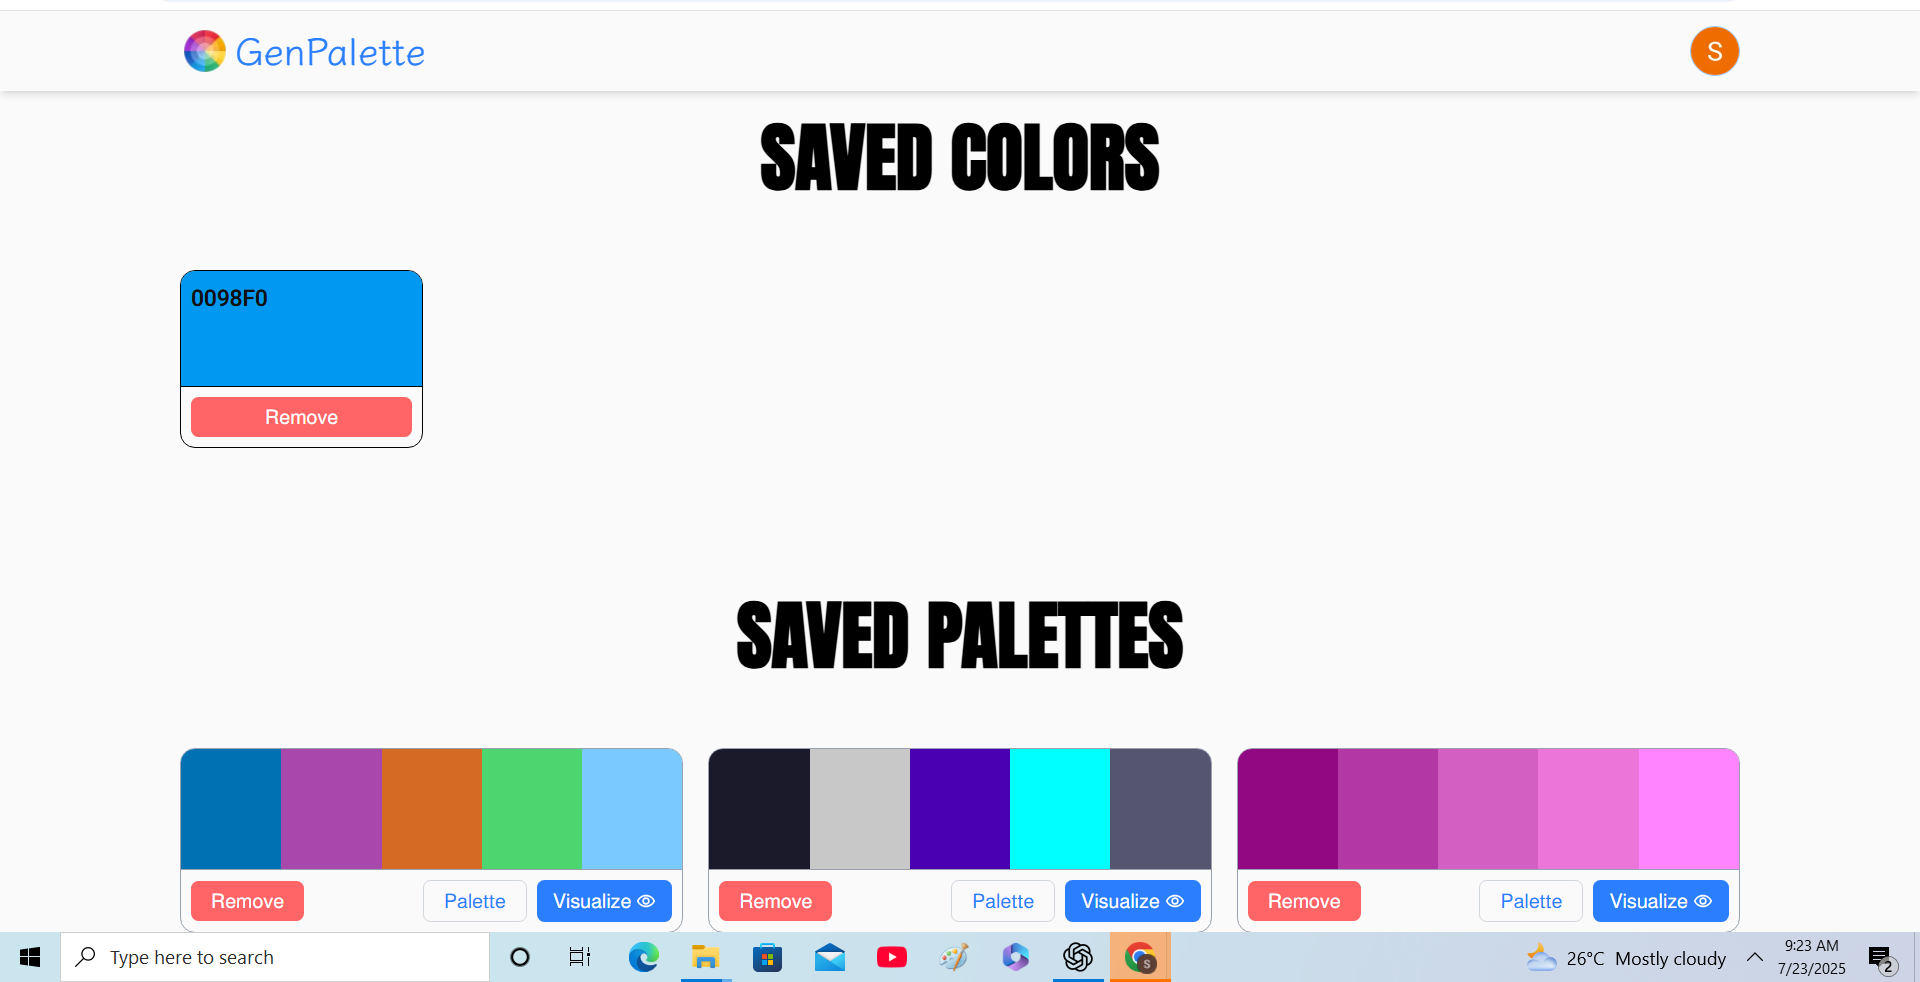 GenPalette
S
SAVED COLORS
0098F0
Remove
SAVED PALETTES
Remove Palette Visualize
Remove Palette Visualize
Remove Palette Visualize
Type here to search
S
26°C Mostly cloudy
9:23 AM
7/23/2025
2